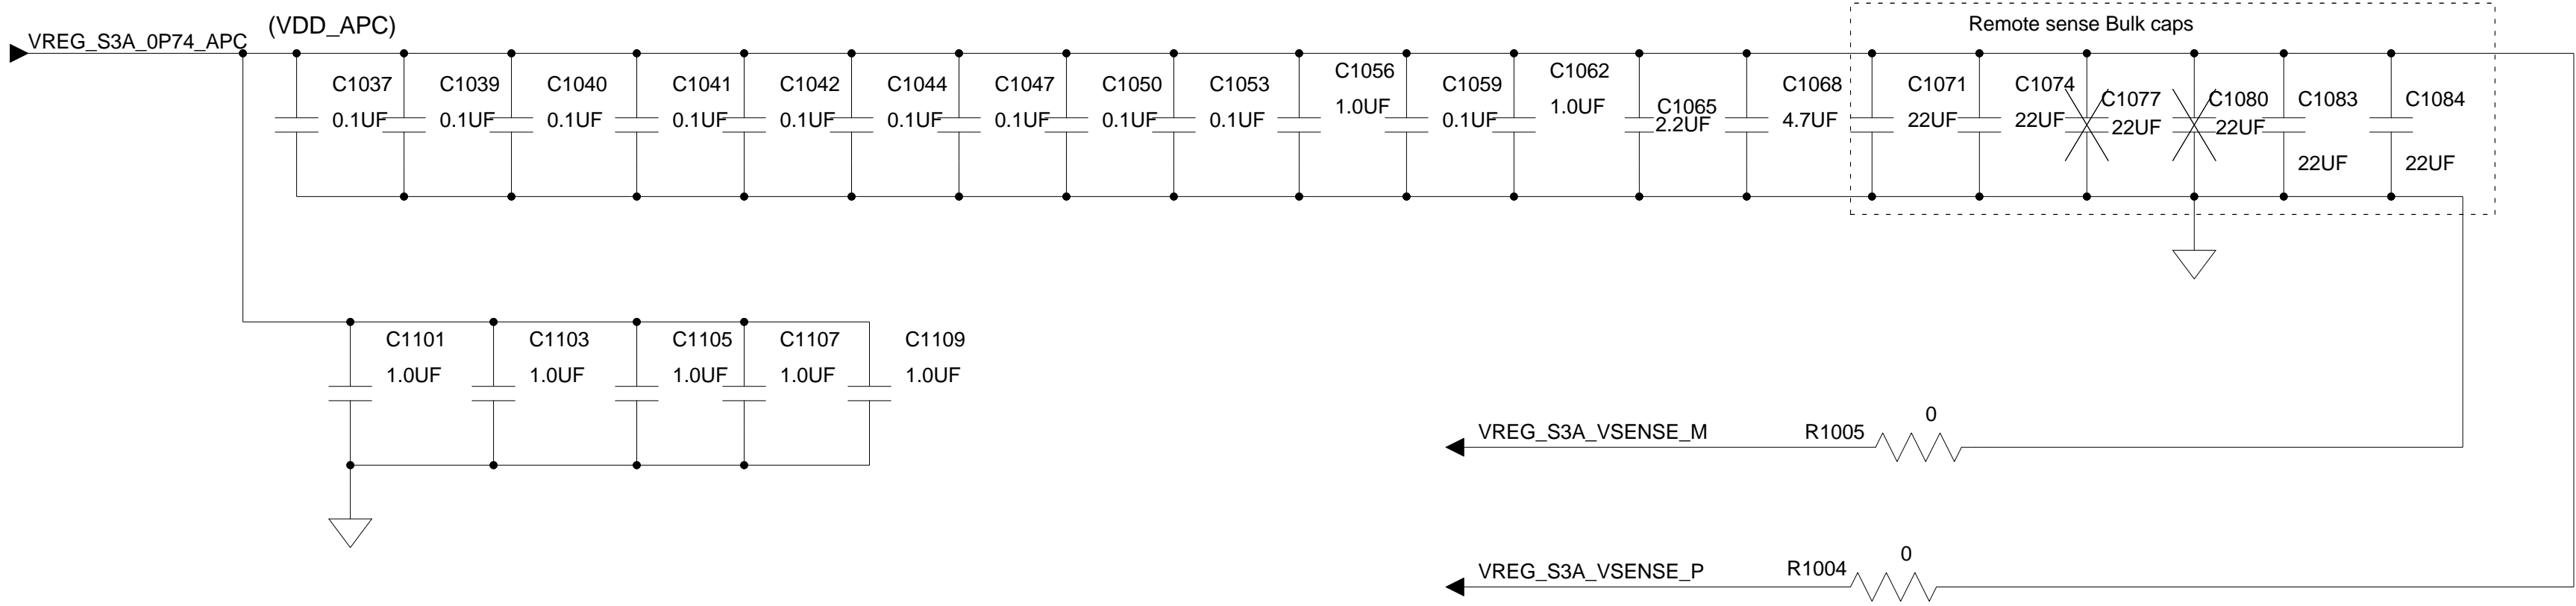 (VDD_APC)
Remote sense Bulk caps
VREG_S3A_0P74_APC
C1037
0.1UF
C1039
0.1UF
C1040
0.1UF
C1041
0.1UF
C1042
0.1UF
C1044
0.1UF
C1047
0.1UF
C1050
0.1UF
C1053
0.1UF
C1056
1.0UF
C1059
0.1UF
C1062
1.0UF
C1065
2.2UF
C1068
4.7UF
C1071
22UF
C1074
22UF
C1077
22UF
C1080
22UF
C1083
22UF
C1084
22UF
C1101
1.0UF
C1103
1.0UF
C1105
1.0UF
C1107
1.0UF
C1109
1.0UF
VREG_S3A_VSENSE_M
R1005
0
VREG_S3A_VSENSE_P
R1004
0